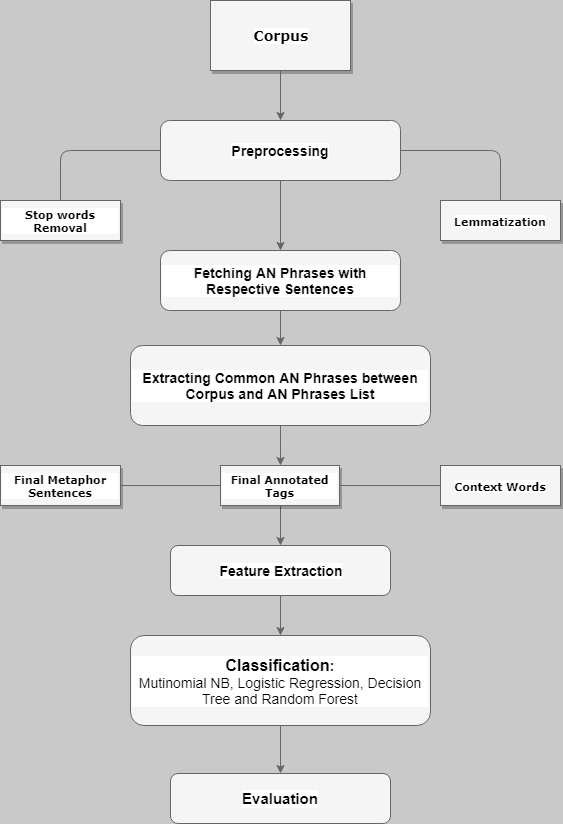 Corpus
Preprocessing
Stop words
Removal
Lemmatization
Fetching AN Phrases with
Respective Sentences
Extracting Common AN Phrases between
Corpus and AN Phrases List
Final Metaphor
Sentences
Final Annotated
Tags
Context Words
Feature Extraction
Classification:
Mutinomial NB, Logistic Regression, Decision
Tree and Random Forest
Evaluation